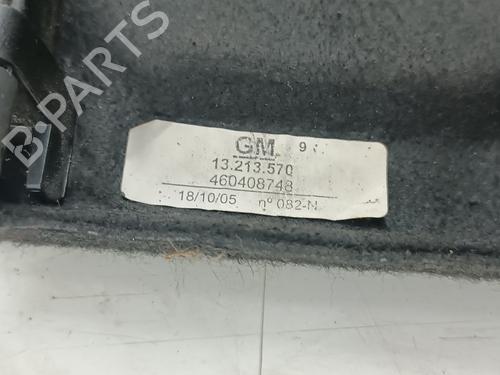 GM 9
13.213.570
460408748
18/10/05 nº 082-N
B-PARTS